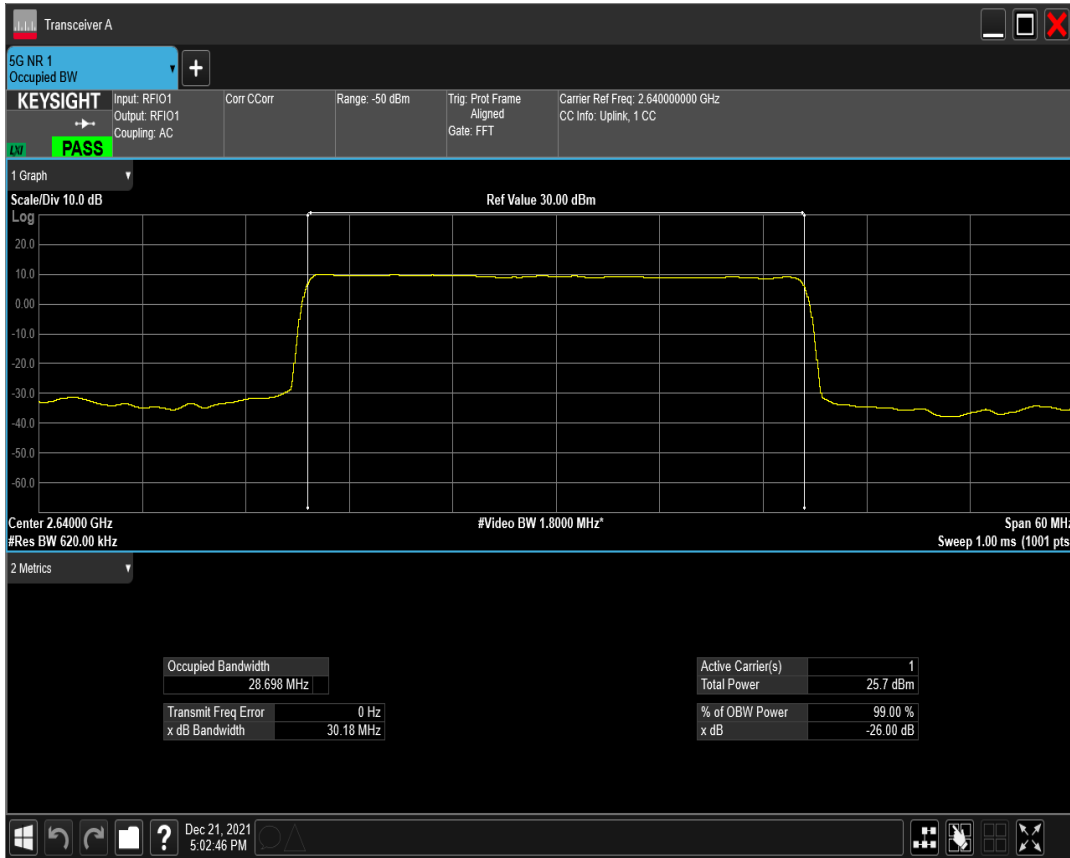 Transceiver A
5G NR 1
Occupied BW
+
KEYSIGHT
LXI
PASS
Input: RFIO1
Output: RFIO1
Coupling: AC
Corr CCorr
Range: -50 dBm
Trig: Prot Frame
Aligned
Gate: FFT
Carrier Ref Freq: 2.640000000 GHz
CC Info: Uplink, 1 CC
1 Graph
Scale/Div 10.0 dB
Ref Value 30.00 dBm
Log
20.0
10.0
0.00
-10.0
-20.0
-30.0
-40.0
-50.0
-60.0
Center 2.64000 GHz
#Video BW 1.8000 MHz*
Span 60 MHz
#Res BW 620.00 kHz
Sweep 1.00 ms (1001 pts
2 Metrics
Occupied Bandwidth
28.698 MHz
Transmit Freq Error 0 Hz
x dB Bandwidth 30.18 MHz
Active Carrier(s) 1
Total Power 25.7 dBm
% of OBW Power 99.00 %
x dB -26.00 dB
?
Dec 21, 2021
5:02:46 PM